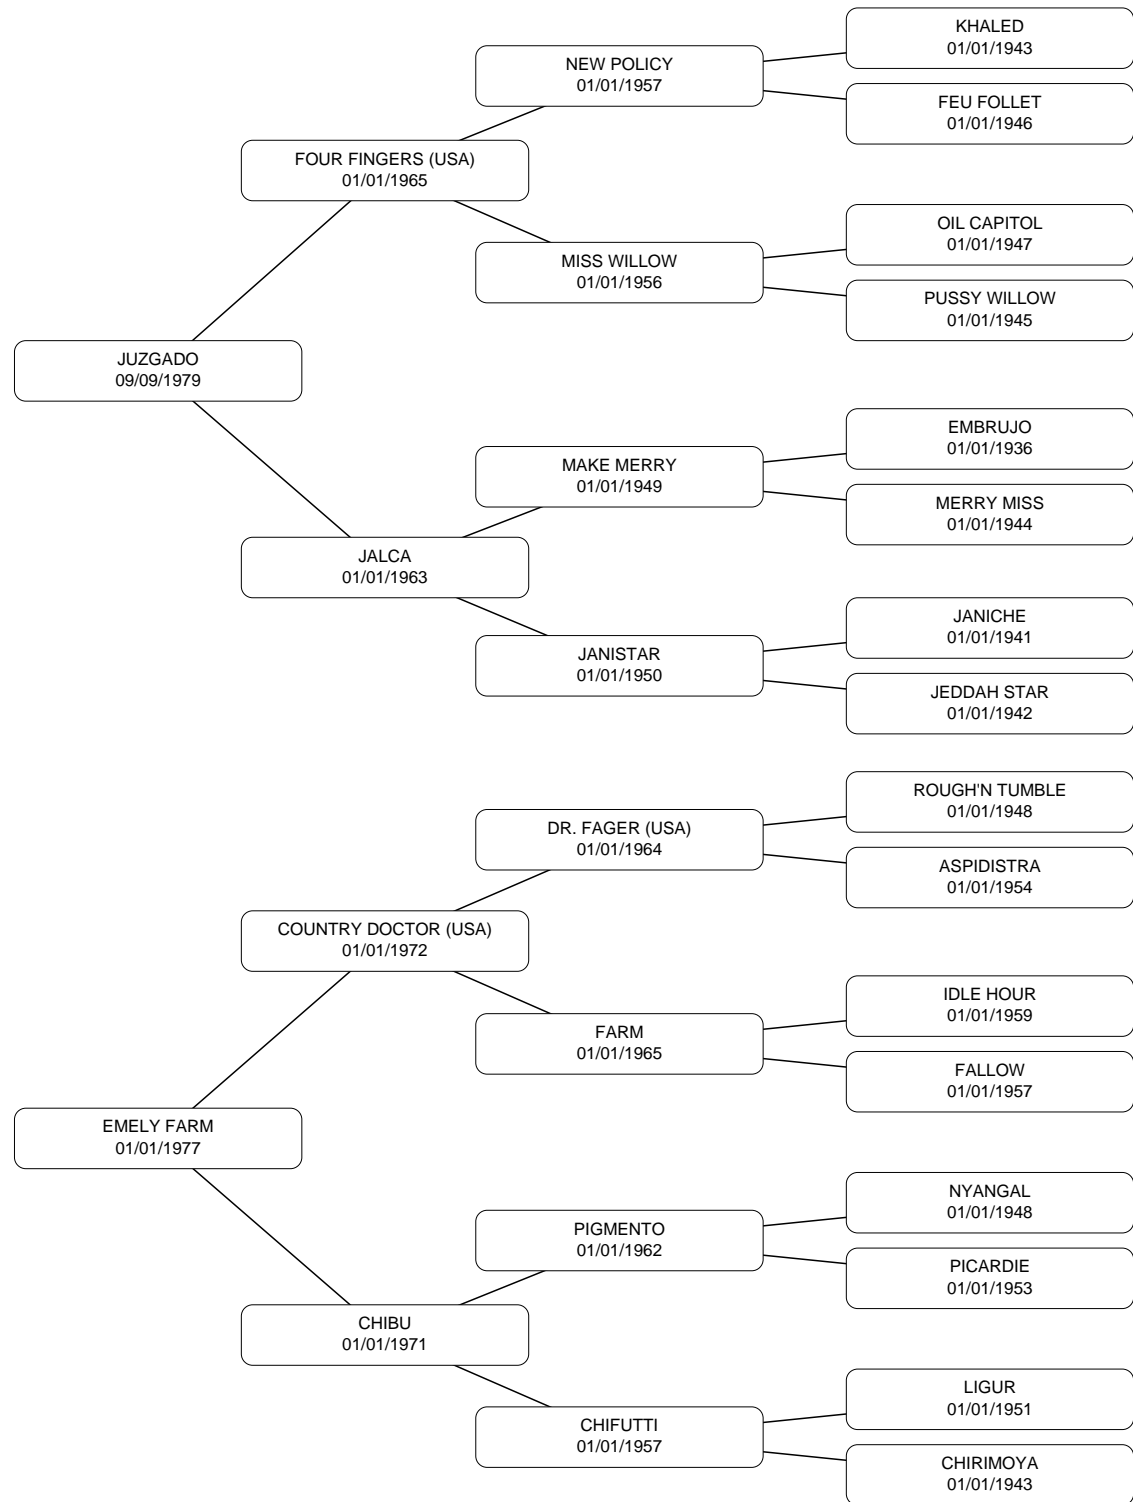 KHALED
01/01/1943
NEW POLICY
01/01/1957
FEU FOLLET
01/01/1946
FOUR FINGERS (USA)
01/01/1965
OIL CAPITOL
01/01/1947
MISS WILLOW
01/01/1956
PUSSY WILLOW
01/01/1945
JUZGADO
09/09/1979
EMBRUJO
01/01/1936
MAKE MERRY
01/01/1949
MERRY MISS
01/01/1944
JALCA
01/01/1963
JANICHE
01/01/1941
JANISTAR
01/01/1950
JEDDAH STAR
01/01/1942
ROUGH'N TUMBLE
01/01/1948
DR. FAGER (USA)
01/01/1964
ASPIDISTRA
01/01/1954
COUNTRY DOCTOR (USA)
01/01/1972
IDLE HOUR
01/01/1959
FARM
01/01/1965
FALLOW
01/01/1957
EMELY FARM
01/01/1977
NYANGAL
01/01/1948
PIGMENTO
01/01/1962
PICARDIE
01/01/1953
CHIBU
01/01/1971
LIGUR
01/01/1951
CHIFUTTI
01/01/1957
CHIRIMOYA
01/01/1943